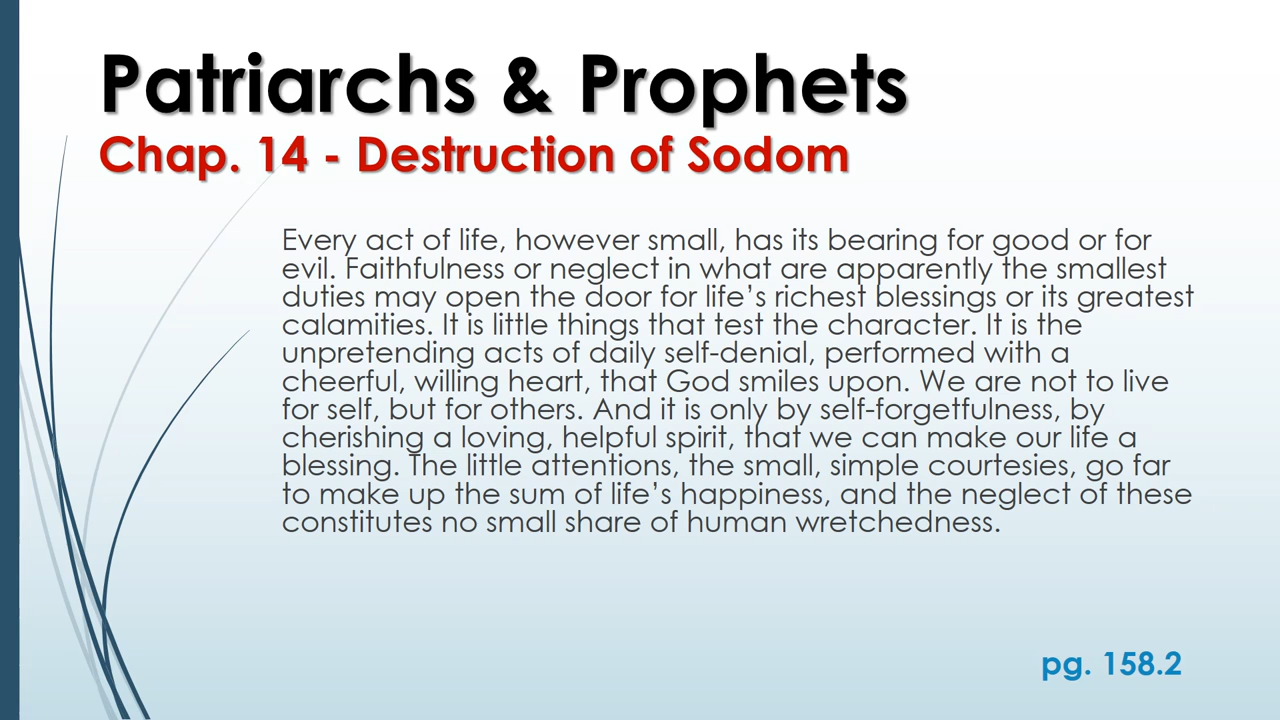 Patriarchs & Prophets
Chap. 14 - Destruction of Sodom
Every act of life, however small, has its bearing for good or for
evil. Faithfulness or neglect in what are apparently the smallest
duties may open the door for life’s richest blessings or its greatest
calamities. It is little things that test the character. It is the
unpretending acts of daily self-denial, performed with a
cheerful, willing heart, that God smiles upon. We are not to live
for self, but for others. And it is only by self-forgetfulness, by
cherishing a loving, helpful spirit, that we can make our life a
blessing. The little attentions, the small, simple courtesies, go far
to make up the sum of life’s happiness, and the neglect of these
constitutes no small share of human wretchedness.
pg. 158.2